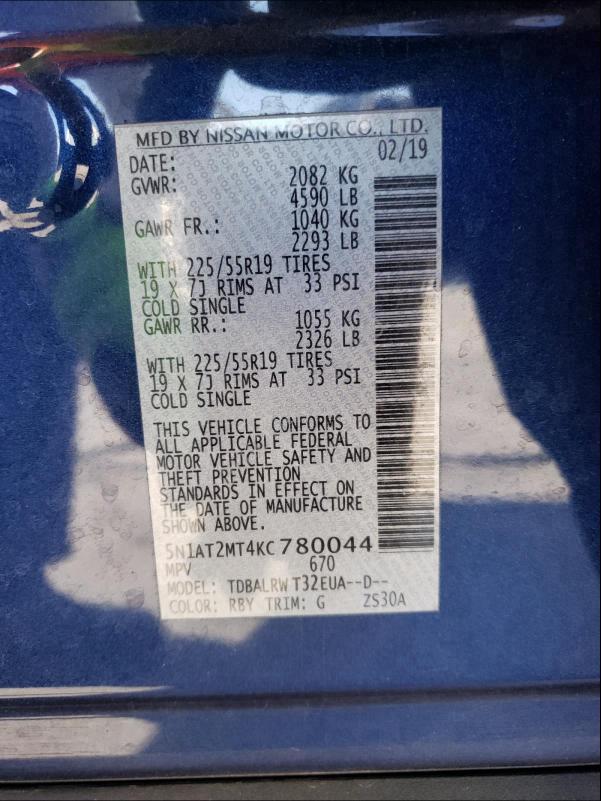 MFD BY NISSAN MOTOR CO., LTD.
DATE: 02/19
GVWR: 2082 KG
4590 LB
GAWR FR.: 1040 KG
2293 LB
WITH 225/55R19 TIRES
19 X 7J RIMS AT 33 PSI
COLD SINGLE
GAWR RR.: 1055 KG
2326 LB
WITH 225/55R19 TIRES
19 X 7J RIMS AT 33 PSI
COLD SINGLE
THIS VEHICLE CONFORMS TO
ALL APPLICABLE FEDERAL
MOTOR VEHICLE SAFETY AND
THEFT PREVENTION
STANDARDS IN EFFECT ON
THE DATE OF MANUFACTURE
SHOWN ABOVE.
5N1AT2MT4KC780044
MPV 670
MODEL: TDBALRW T32EUA--D--
COLOR: RBY TRIM: G ZS30A